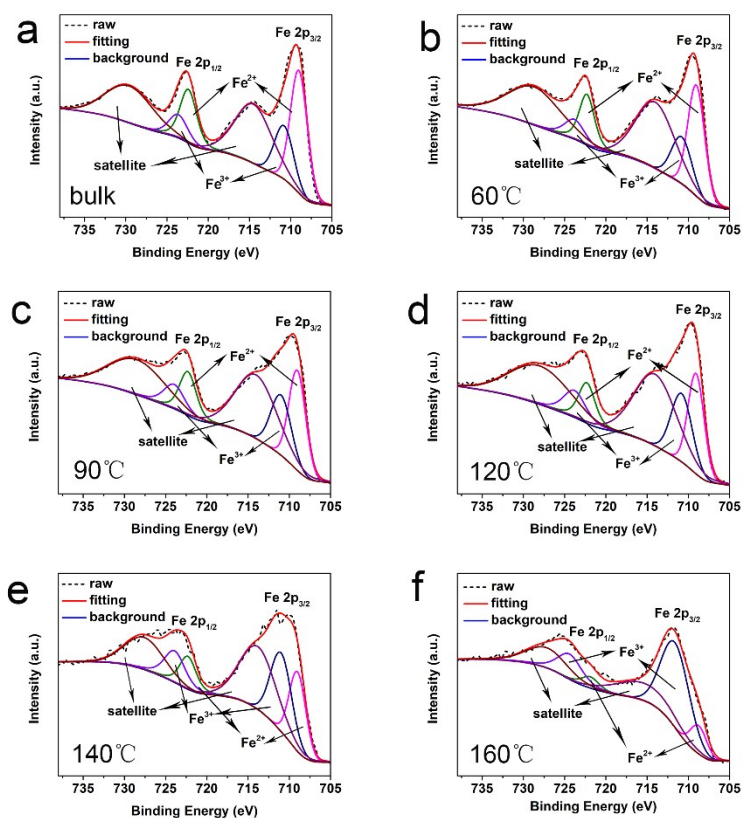 a
raw
fitting
background
Fe 2p1/2
Fe 2p3/2
Fe2+
satellite
Fe3+
bulk
Intensity (a.u.)
735 730 725 720 715 710 705
Binding Energy (eV)
b
raw
fitting
background
Fe 2p1/2
Fe 2p3/2
Fe2+
satellite
Fe3+
60℃
Intensity (a.u.)
735 730 725 720 715 710 705
Binding Energy (eV)
c
raw
fitting
background
Fe 2p1/2
Fe 2p3/2
Fe2+
satellite
Fe3+
90℃
Intensity (a.u.)
735 730 725 720 715 710 705
Binding Energy (eV)
d
raw
fitting
background
Fe 2p1/2
Fe 2p3/2
Fe2+
satellite
Fe3+
120℃
Intensity (a.u.)
735 730 725 720 715 710 705
Binding Energy (eV)
e
raw
fitting
background
Fe 2p1/2
Fe 2p3/2
satellite
Fe3+
Fe2+
140℃
Intensity (a.u.)
735 730 725 720 715 710 705
Binding Energy (eV)
f
raw
fitting
background
Fe 2p1/2
Fe 2p3/2
Fe3+
satellite
Fe2+
160℃
Intensity (a.u.)
735 730 725 720 715 710 705
Binding Energy (eV)